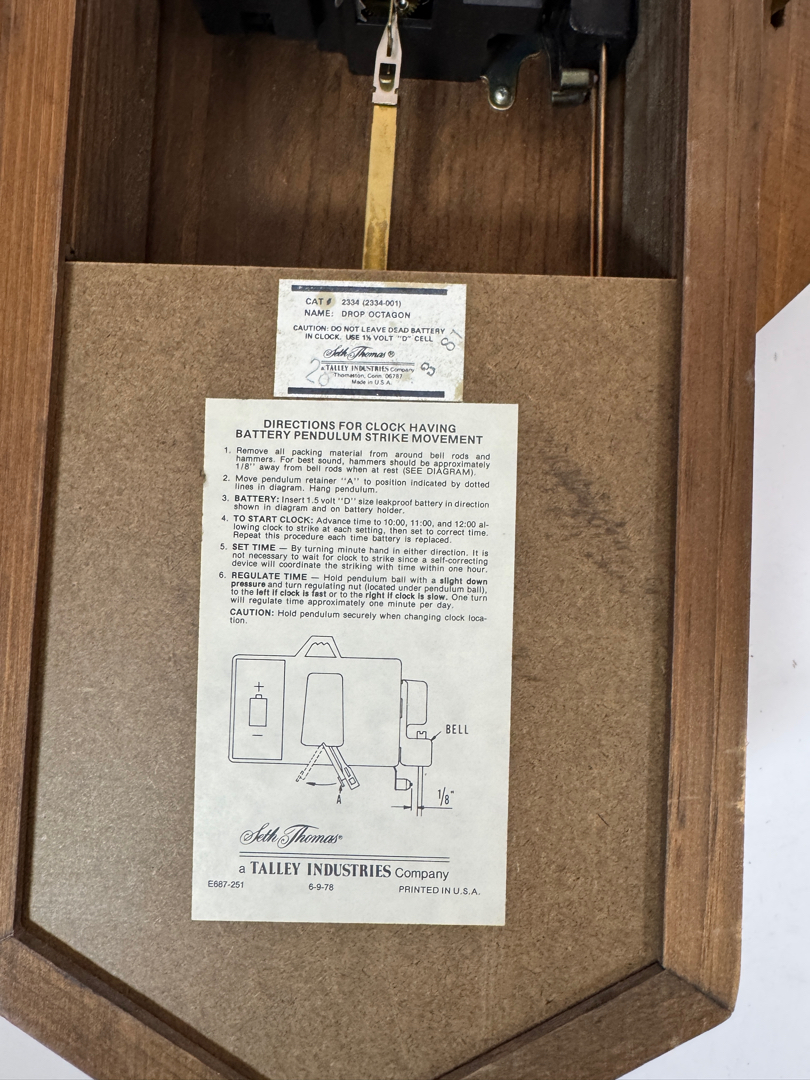 CAT # 2334 (2334-001)
NAME: DROP OCTAGON
CAUTION: DO NOT LEAVE DEAD BATTERY
IN CLOCK. USE 1½ VOLT "D" CELL
Seth Thomas ®
a TALLEY INDUSTRIES Company
Thomaston, Conn. 06787
Made in U.S.A.
DIRECTIONS FOR CLOCK HAVING
BATTERY PENDULUM STRIKE MOVEMENT
1. Remove all packing material from around bell rods and
hammers. For best sound, hammers should be approximately
1/8" away from bell rods when at rest (SEE DIAGRAM).
2. Move pendulum retainer "A" to position indicated by dotted
lines in diagram. Hang pendulum.
3. BATTERY: Insert 1.5 volt "D" size leakproof battery in direction
shown in diagram and on battery holder.
4. TO START CLOCK: Advance time to 10:00, 11:00, and 12:00 al-
lowing clock to strike at each setting, then set to correct time.
Repeat this procedure each time battery is replaced.
5. SET TIME — By turning minute hand in either direction. It is
not necessary to wait for clock to strike since a self-correcting
device will coordinate the striking with time within one hour.
6. REGULATE TIME — Hold pendulum ball with a slight down
pressure and turn regulating nut (located under pendulum ball),
to the left if clock is fast or to the right if clock is slow. One turn
will regulate time approximately one minute per day.
CAUTION: Hold pendulum securely when changing clock loca-
tion.
+
−
BELL
A
1/8"
Seth Thomas®
a TALLEY INDUSTRIES Company
E687-251 6-9-78 PRINTED IN U.S.A.